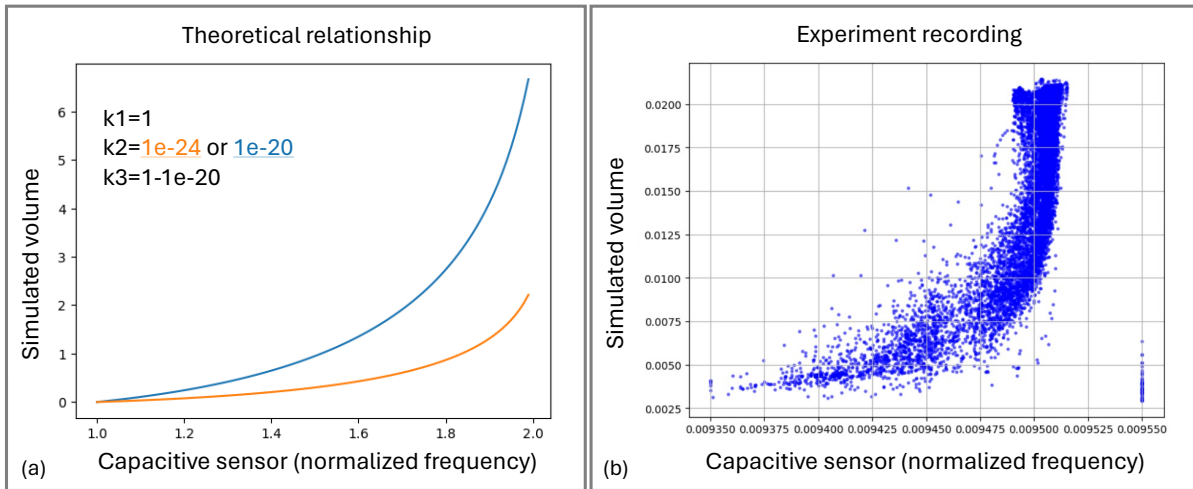 Theoretical relationship
k1=1
k2=1e-24 or 1e-20
k3=1-1e-20
Simulated volume
6
5
4
3
2
1
0
1.0 1.2 1.4 1.6 1.8 2.0
(a) Capacitive sensor (normalized frequency)
Experiment recording
Simulated volume
0.0200
0.0175
0.0150
0.0125
0.0100
0.0075
0.0050
0.0025
0.009350 0.009375 0.009400 0.009425 0.009450 0.009475 0.009500 0.009525 0.009550
(b) Capacitive sensor (normalized frequency)